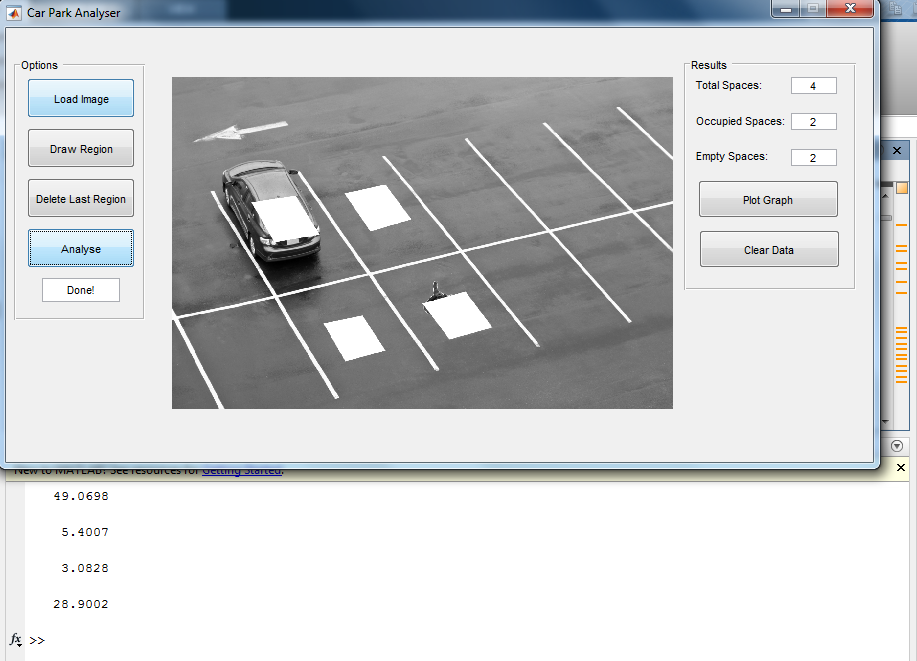 Car Park Analyser
Options
Load Image
Draw Region
Delete Last Region
Analyse
Done!
Results
Total Spaces: 4
Occupied Spaces: 2
Empty Spaces: 2
Plot Graph
Clear Data
New to MATLAB? See resources for Getting Started.
49.0698
5.4007
3.0828
28.9002
fx >>